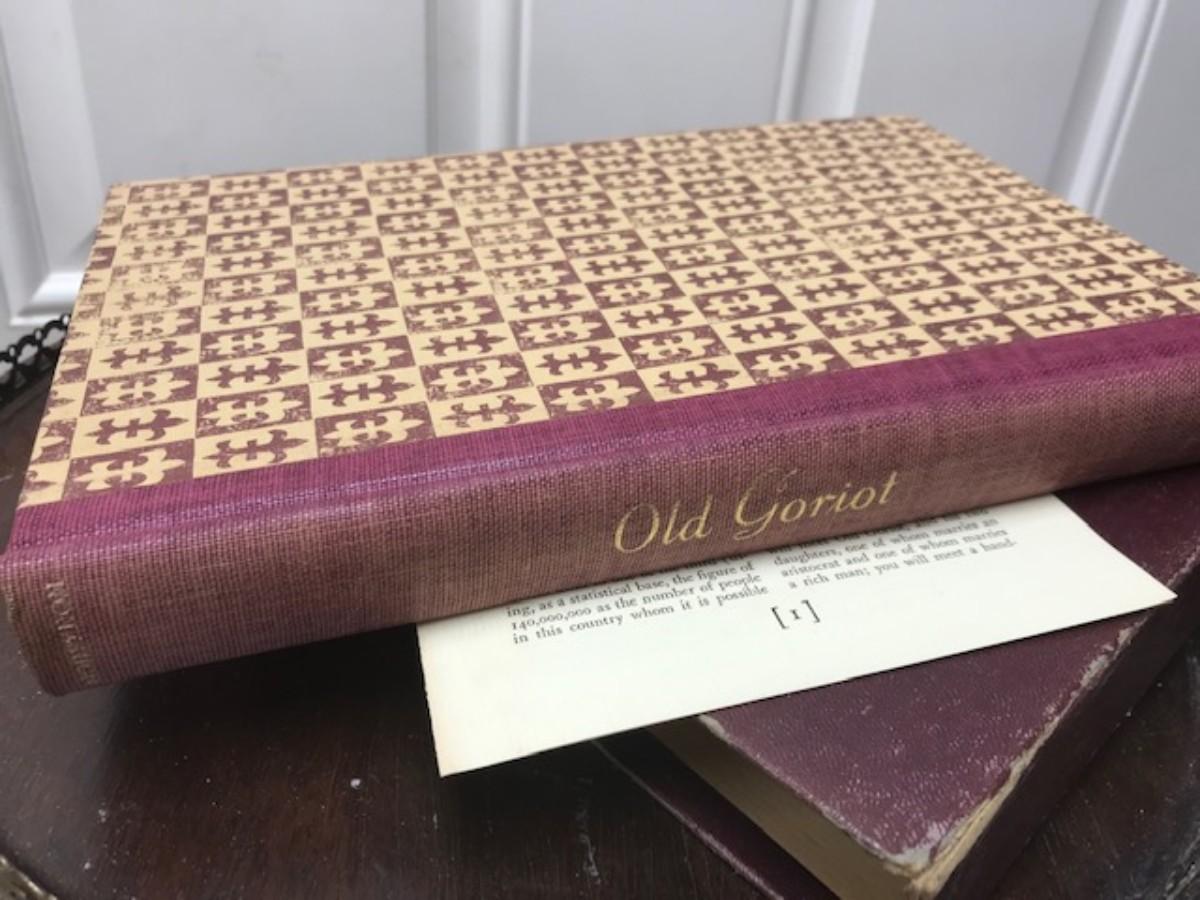 Old Goriot
ing, as a statistical base, the figure of
140,000,000 as the number of people
in this country whom it is possible
daughters, one of whom marries an
aristocrat and one of whom marries
a rich man; you will meet a hand-
[1]